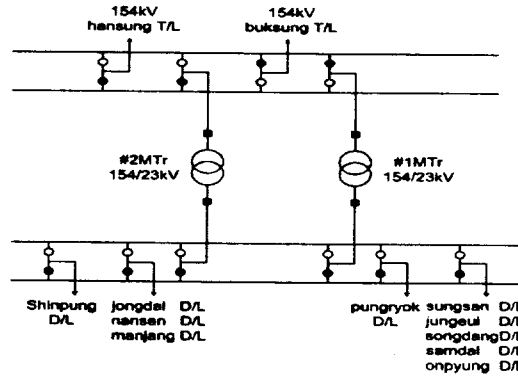 154kV
hansung T/L
154kV
buksung T/L
#2MTr
154/23kV
#1MTr
154/23kV
Shinpung
D/L
jongdal D/L
nansan D/L
manjang D/L
pungryok
D/L
sungsan D/L
jungeui D/L
songdang D/L
samdal D/L
onpyung D/L